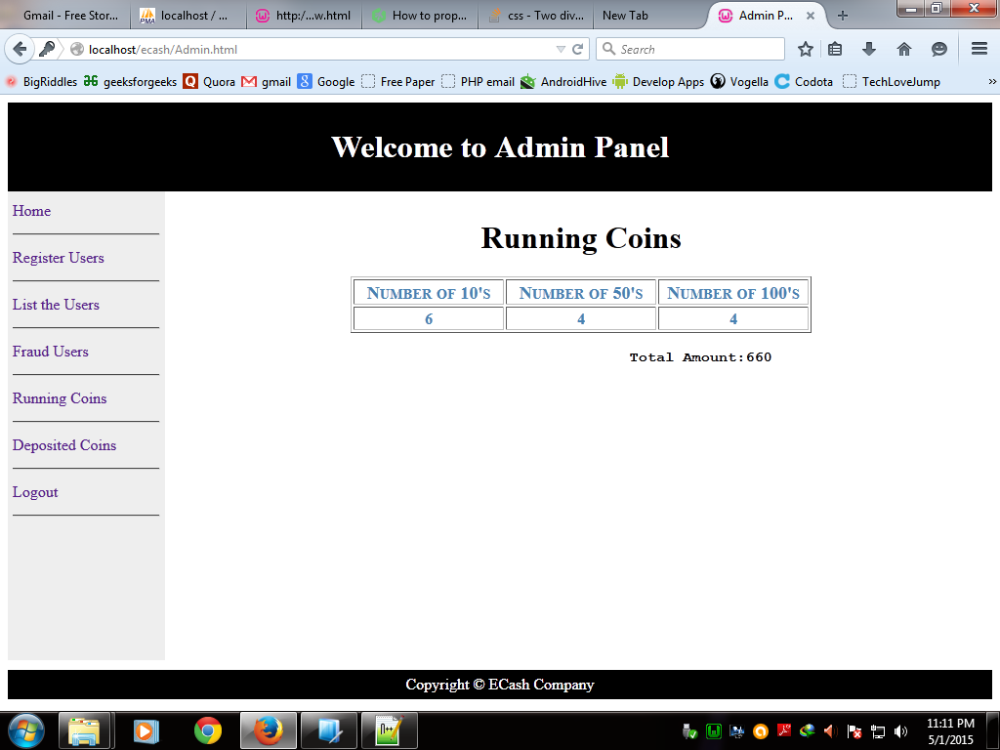 Gmail - Free Stor...
localhost / ...
http:/...w.html
How to prop...
css - Two div...
New Tab
Admin P...
localhost/ecash/Admin.html
Search
BigRiddles
geeksforgeeks
Quora
gmail
Google
Free Paper
PHP email
AndroidHive
Develop Apps
Vogella
Codota
TechLoveJump
Welcome to Admin Panel
Home
Register Users
List the Users
Fraud Users
Running Coins
Deposited Coins
Logout
Running Coins
Number of 10's Number of 50's Number of 100's
6 4 4
Total Amount:660
Copyright © ECash Company
11:11 PM
5/1/2015